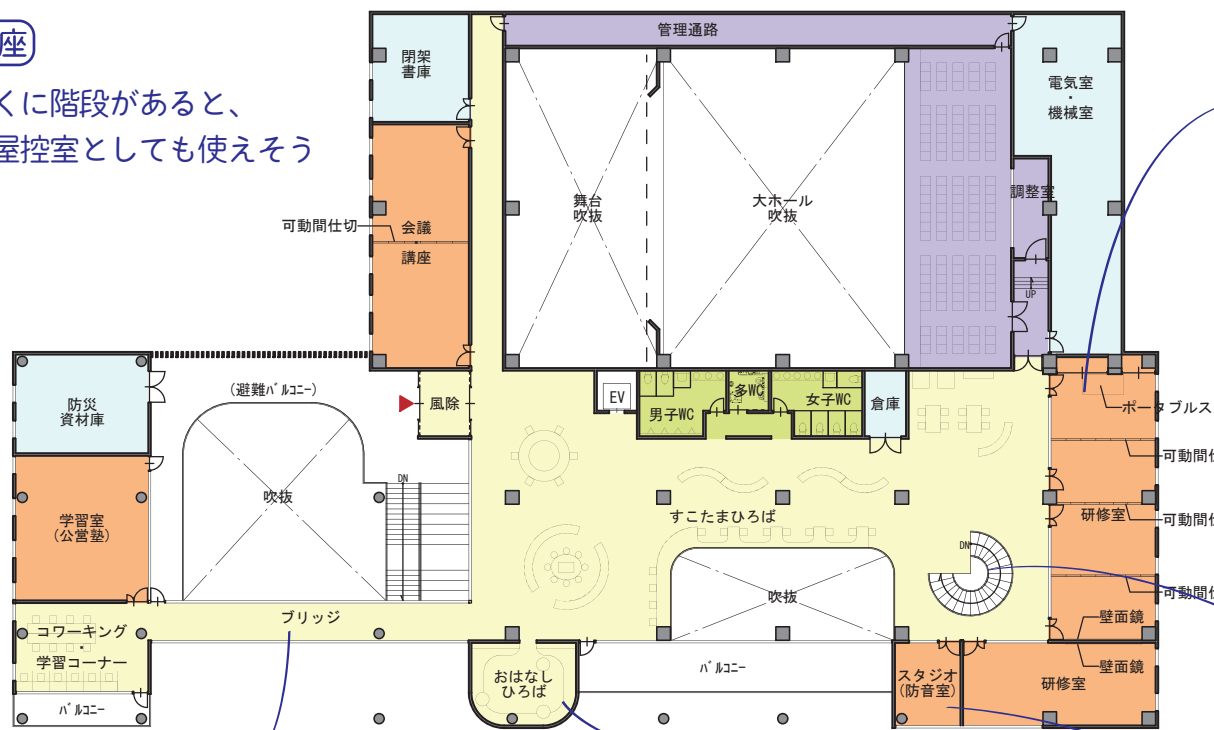 座
くに階段があると、
屋控室としても使えそう
管理通路
閉架
書庫
電気室
・
機械室
調整室
UP
舞台
吹抜
大ホール
吹抜
可動間仕切
会議
講座
防災
資材庫
(避難ﾊﾞﾙｺﾆｰ)
風除
EV
男子WC
多WC
女子WC
倉庫
ポータブルス
可動間仕
DN
吹抜
学習室
(公営塾)
すこたまひろば
研修室
可動間仕
DN
吹抜
可動間仕
ブリッジ
壁面鏡
コワーキング
・
学習コーナー
壁面鏡
おはなし
ひろば
ﾊﾞﾙｺﾆｰ
スタジオ
(防音室)
研修室
ﾊﾞﾙｺﾆｰ